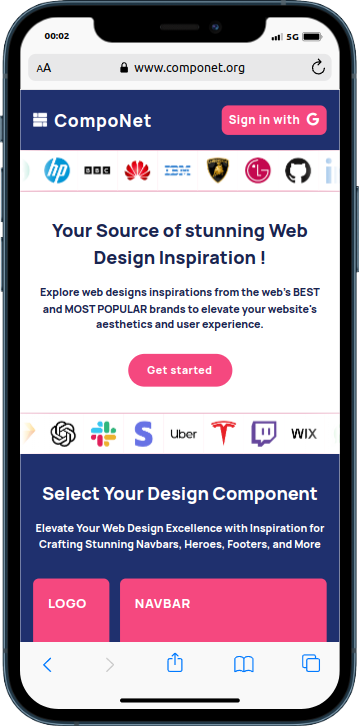 00:02
5G
AA
www.componet.org
CompoNet
Sign in with G
hp
BBC
IBM
LG
Your Source of stunning Web
Design Inspiration !
Explore web designs inspirations from the web's BEST
and MOST POPULAR brands to elevate your website's
aesthetics and user experience.
Get started
Uber
WIX
Select Your Design Component
Elevate Your Web Design Excellence with Inspiration for
Crafting Stunning Navbars, Heroes, Footers, and More
LOGO
NAVBAR